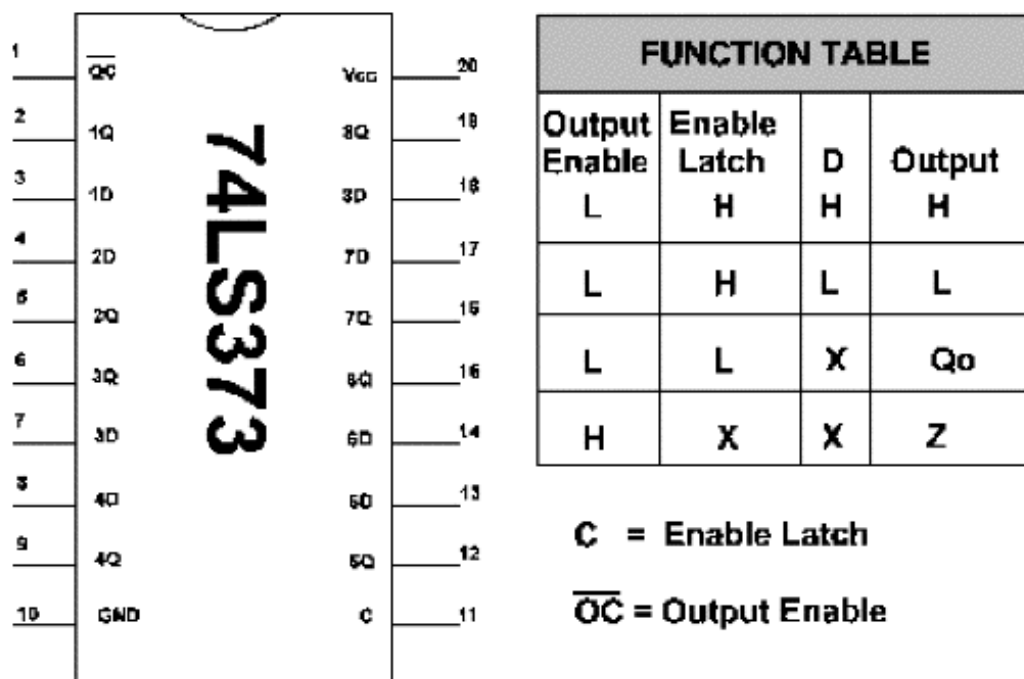 1 OC
2 1Q
3 1D
4 2D
5 2Q
6 3Q
7 3D
8 4D
9 4Q
10 GND
74LS373
Vcc 20
8Q 19
8D 18
7D 17
7Q 16
6Q 15
6D 14
5D 13
5Q 12
C 11
FUNCTION TABLE
Output Enable
Enable Latch
D
Output
L H H H
L H L L
L L X Qo
H X X Z
C = Enable Latch
OC = Output Enable